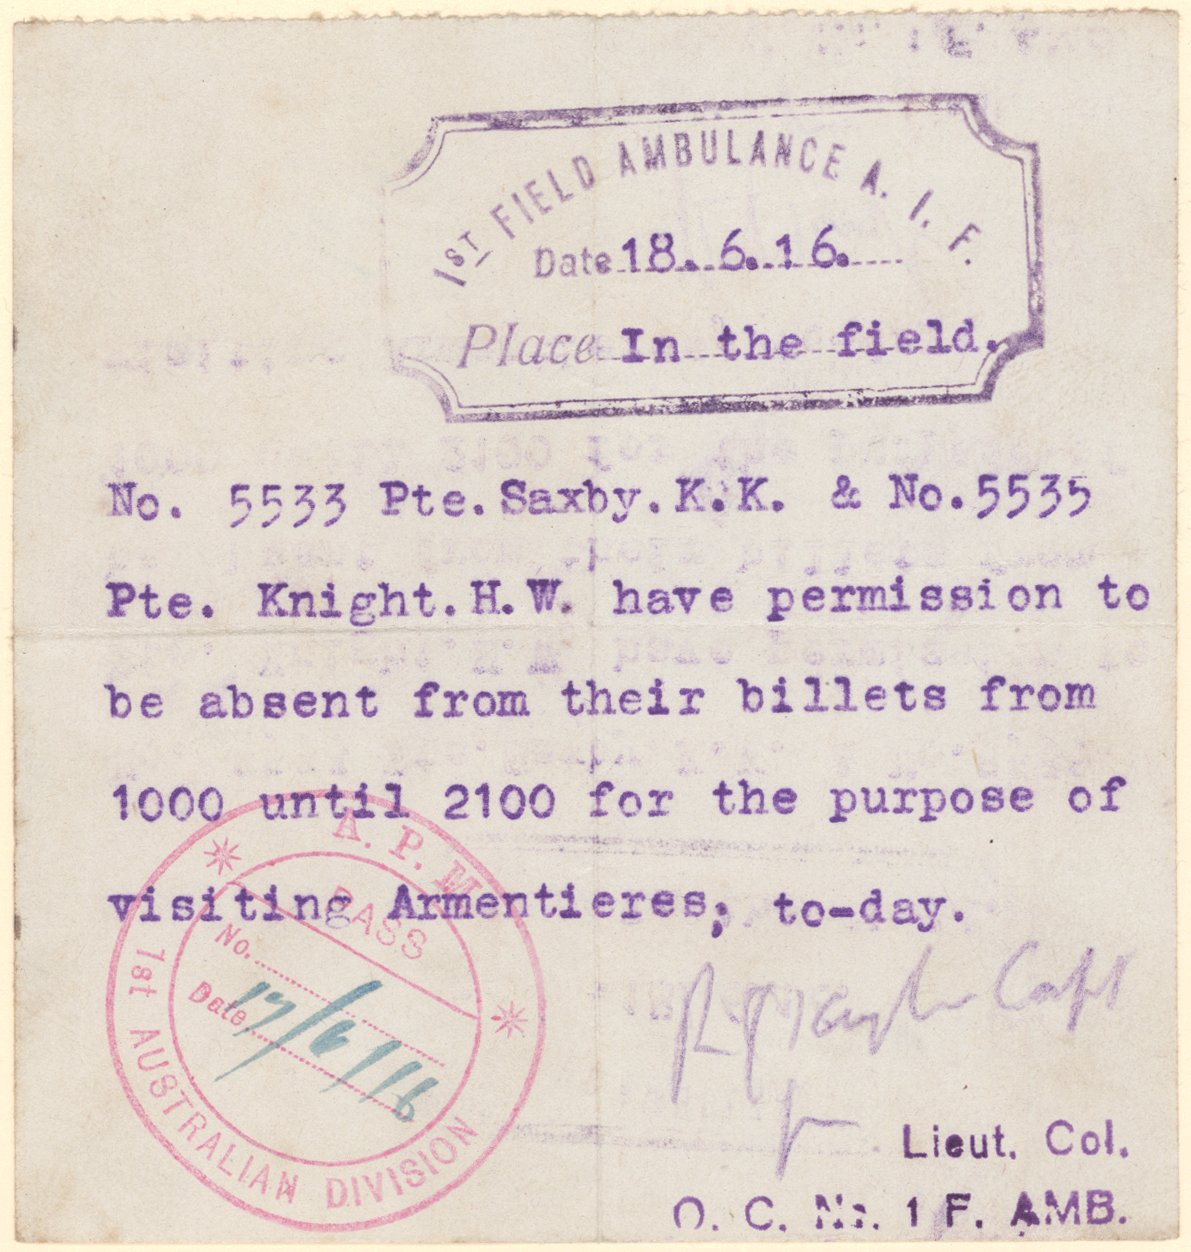 1ST FIELD AMBULANCE A. I. F.
Date 18. 6. 16.
Place In the field.
No. 5533 Pte. Saxby. K.K. & No. 5535
Pte. Knight. H.W. have permission to
be absent from their billets from
1000 until 2100 for the purpose of
visiting Armentieres, to-day.
A. P. M.
PASS
No.
Date 17/6/16
1st AUSTRALIAN DIVISION
Capt
for
Lieut. Col.
O. C. No. 1 F. AMB.